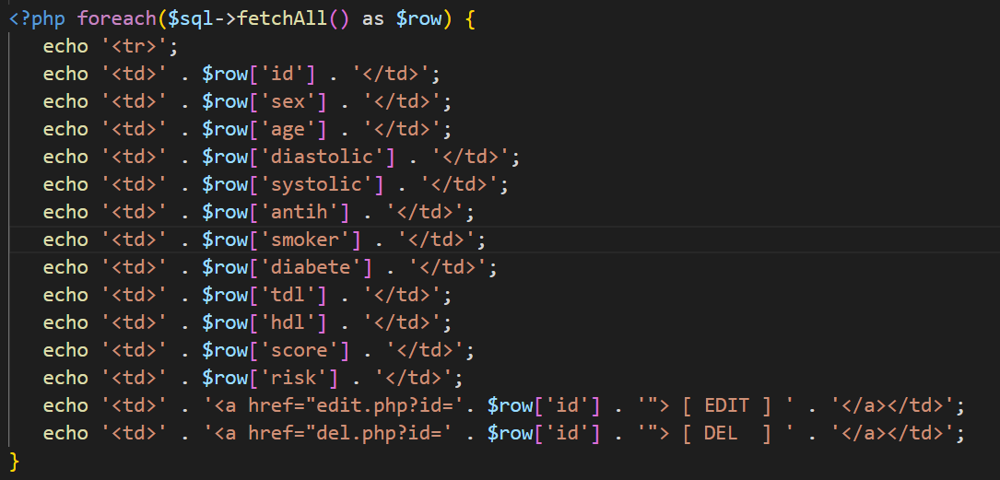 <?php foreach($sql->fetchAll() as $row) {
echo '<tr>';
echo '<td>' . $row['id'] . '</td>';
echo '<td>' . $row['sex'] . '</td>';
echo '<td>' . $row['age'] . '</td>';
echo '<td>' . $row['diastolic'] . '</td>';
echo '<td>' . $row['systolic'] . '</td>';
echo '<td>' . $row['antih'] . '</td>';
echo '<td>' . $row['smoker'] . '</td>';
echo '<td>' . $row['diabete'] . '</td>';
echo '<td>' . $row['tdl'] . '</td>';
echo '<td>' . $row['hdl'] . '</td>';
echo '<td>' . $row['score'] . '</td>';
echo '<td>' . $row['risk'] . '</td>';
echo '<td>' . '<a href="edit.php?id='. $row['id'] . '"> [ EDIT ] ' . '</a></td>';
echo '<td>' . '<a href="del.php?id=' . $row['id'] . '"> [ DEL  ] ' . '</a></td>';
}